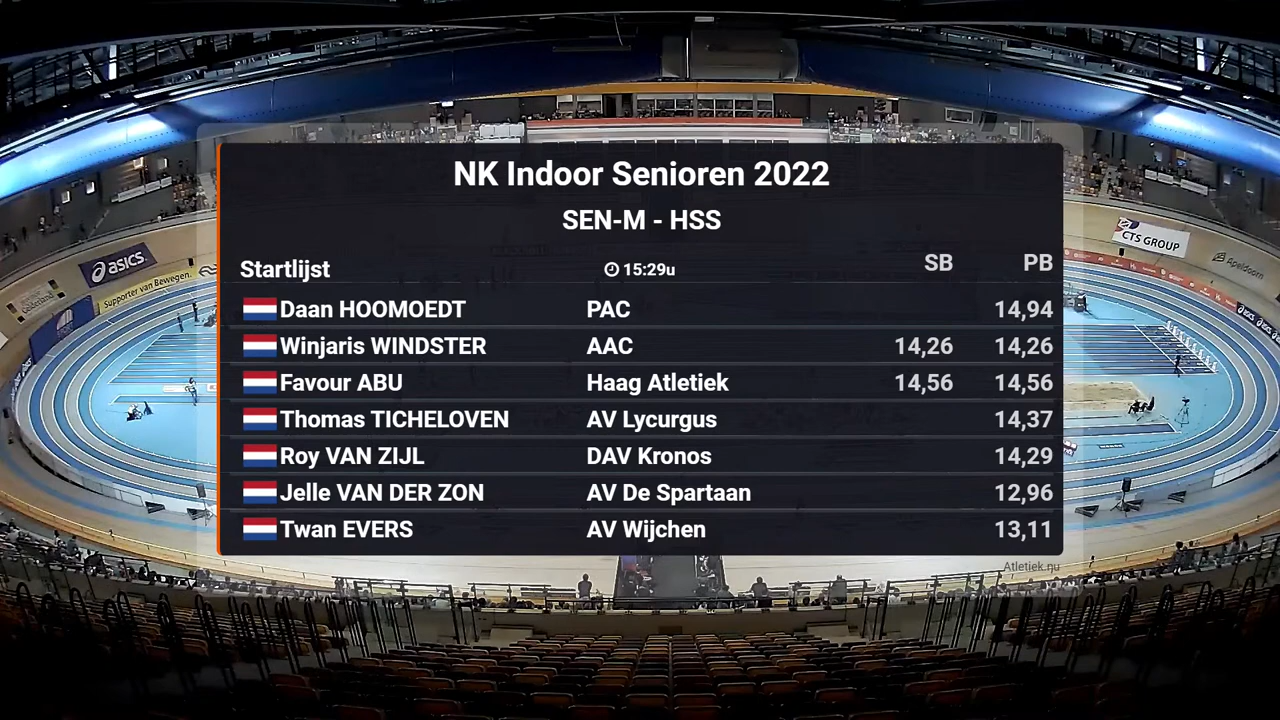 NK Indoor Senioren 2022
SEN-M - HSS
Startlijst 15:29u SB PB
Daan HOOMOEDT PAC 14,94
Winjaris WINDSTER AAC 14,26 14,26
Favour ABU Haag Atletiek 14,56 14,56
Thomas TICHELOVEN AV Lycurgus 14,37
Roy VAN ZIJL DAV Kronos 14,29
Jelle VAN DER ZON AV De Spartaan 12,96
Twan EVERS AV Wijchen 13,11
Atletiek.nu
asics
Supporter van Bewegen.
CTS GROUP
Apeldoorn
asics
asics